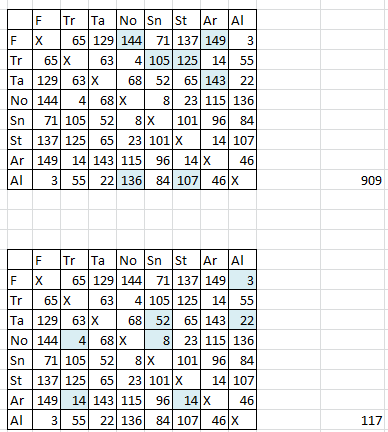 F Tr Ta No Sn St Ar Al
F X 65 129 144 71 137 149 3
Tr 65 X 63 4 105 125 14 55
Ta 129 63 X 68 52 65 143 22
No 144 4 68 X 8 23 115 136
Sn 71 105 52 8 X 101 96 84
St 137 125 65 23 101 X 14 107
Ar 149 14 143 115 96 14 X 46
Al 3 55 22 136 84 107 46 X 909
F Tr Ta No Sn St Ar Al
F X 65 129 144 71 137 149 3
Tr 65 X 63 4 105 125 14 55
Ta 129 63 X 68 52 65 143 22
No 144 4 68 X 8 23 115 136
Sn 71 105 52 8 X 101 96 84
St 137 125 65 23 101 X 14 107
Ar 149 14 143 115 96 14 X 46
Al 3 55 22 136 84 107 46 X 117